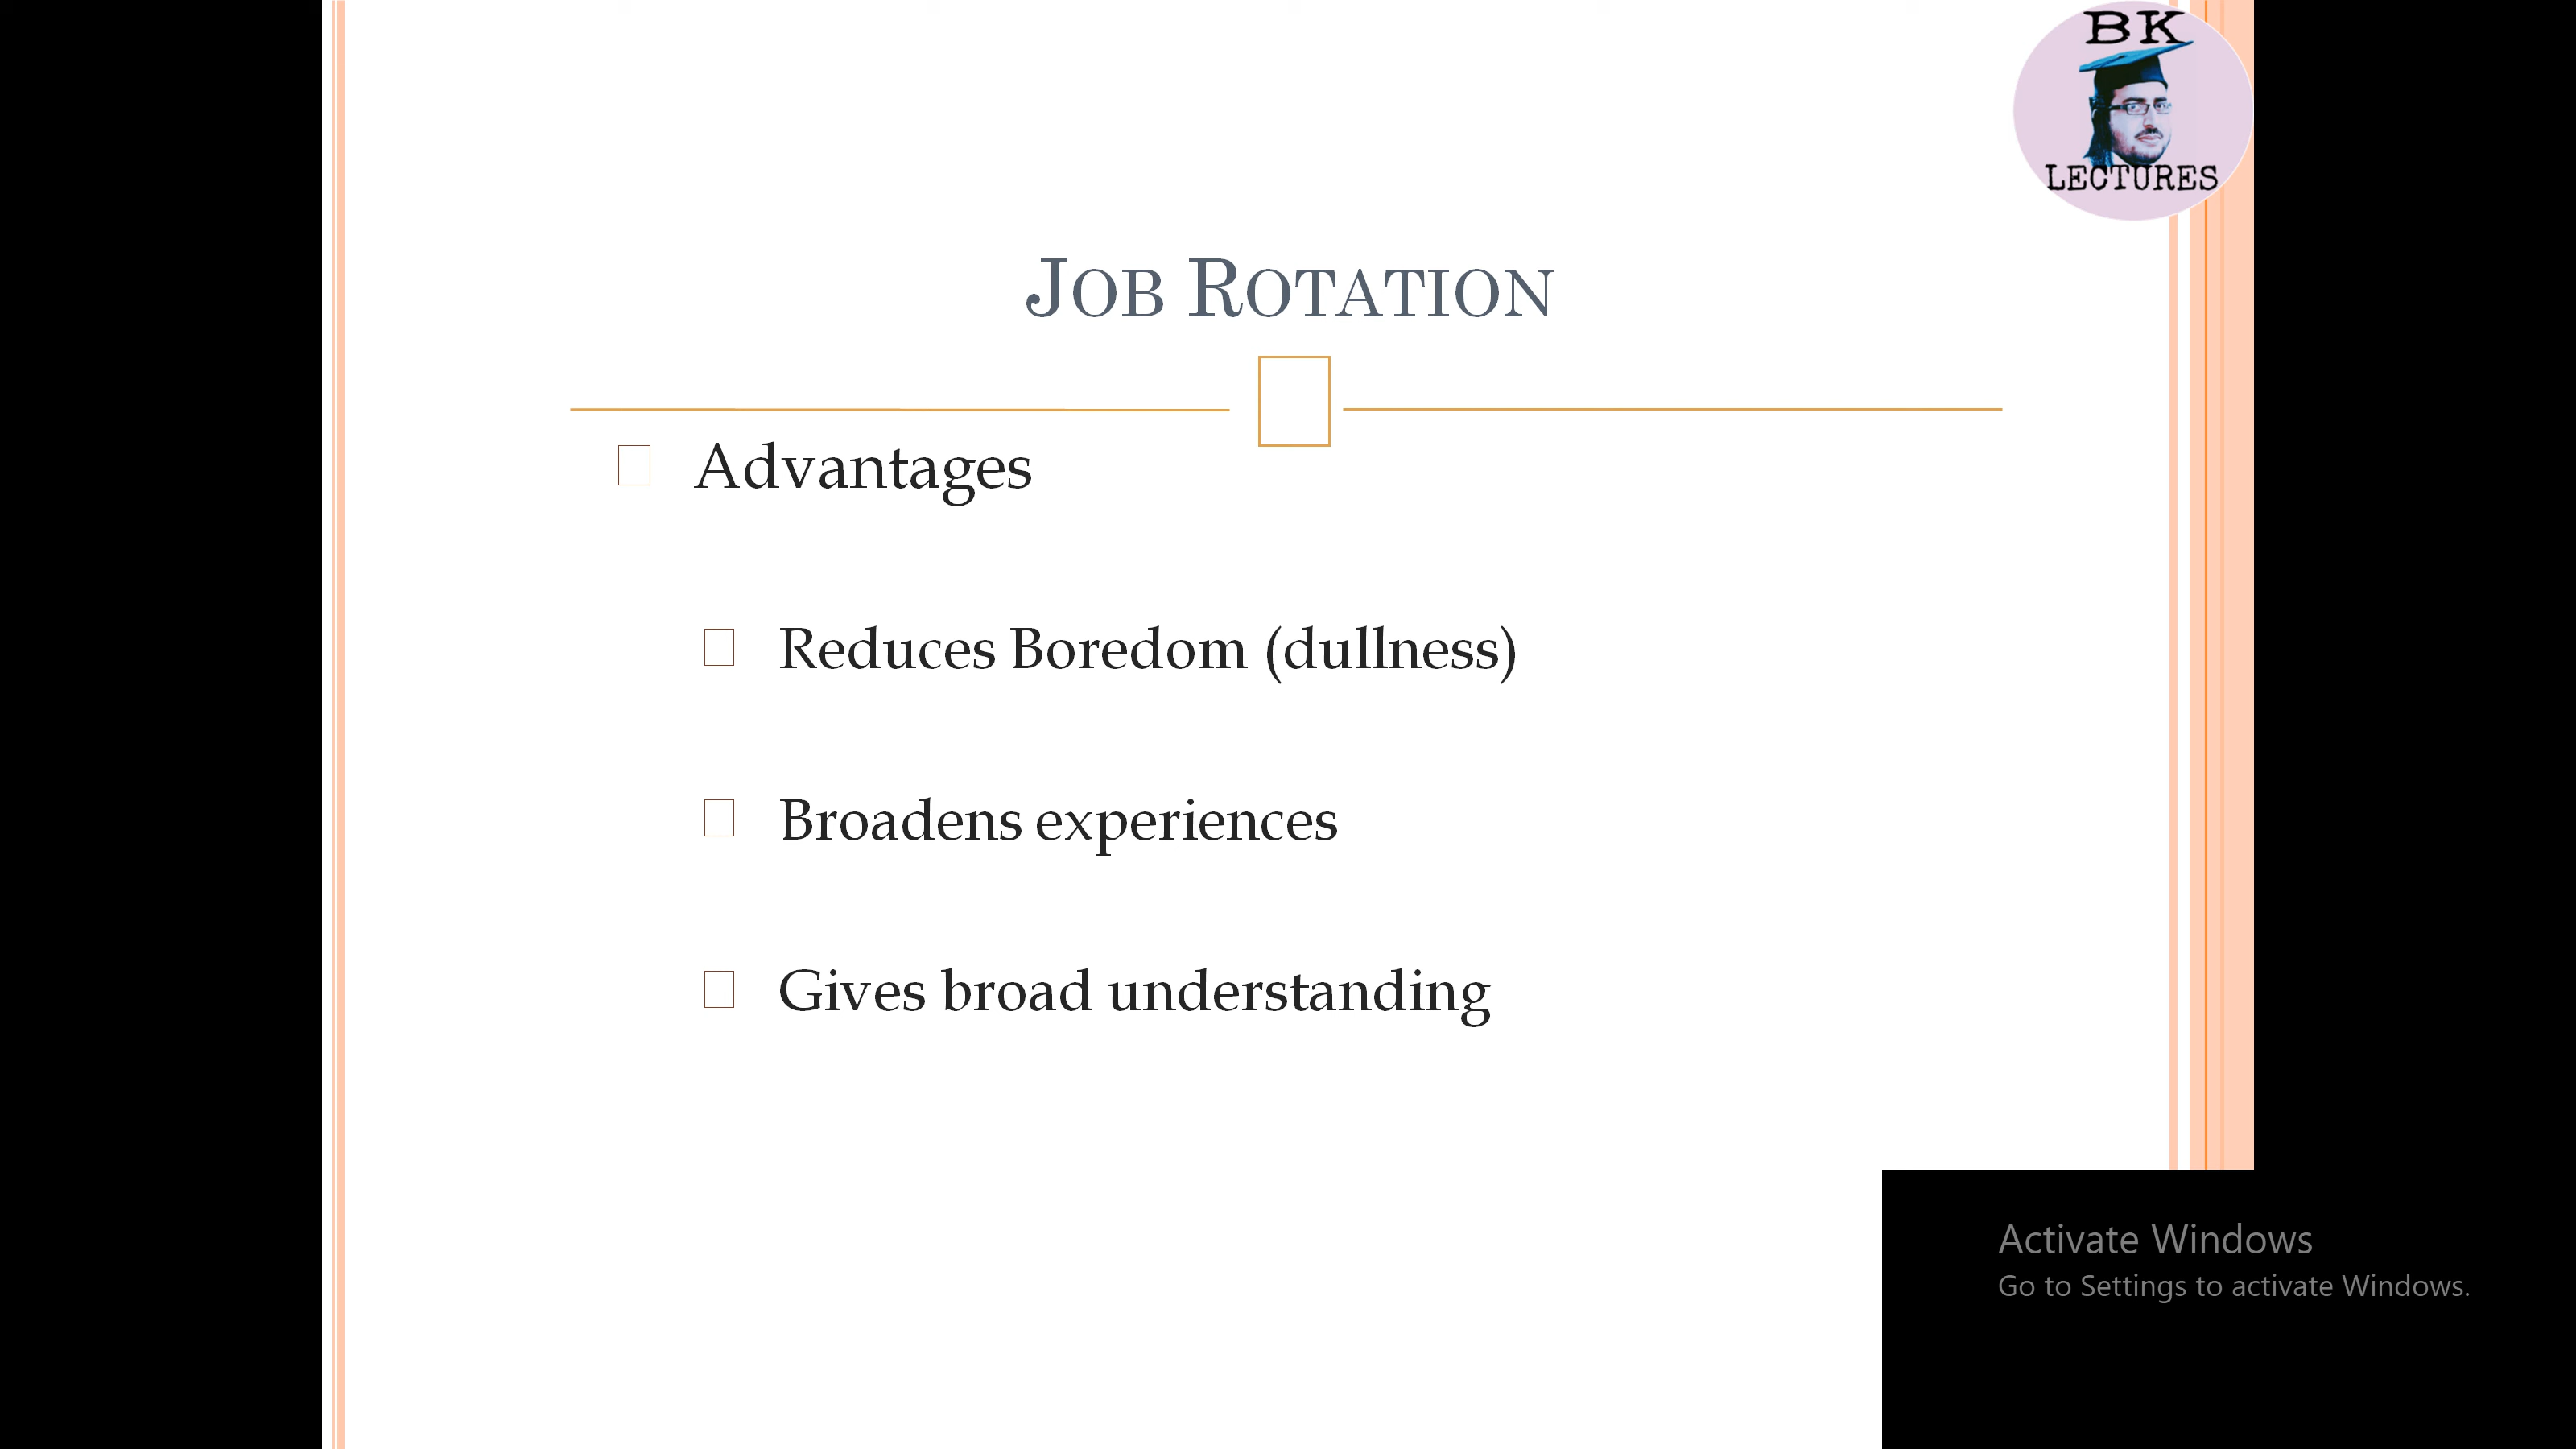 BK
LECTURES
JOB ROTATION
Advantages
Reduces Boredom (dullness)
Broadens experiences
Gives broad understanding
Activate Windows
Go to Settings to activate Windows.